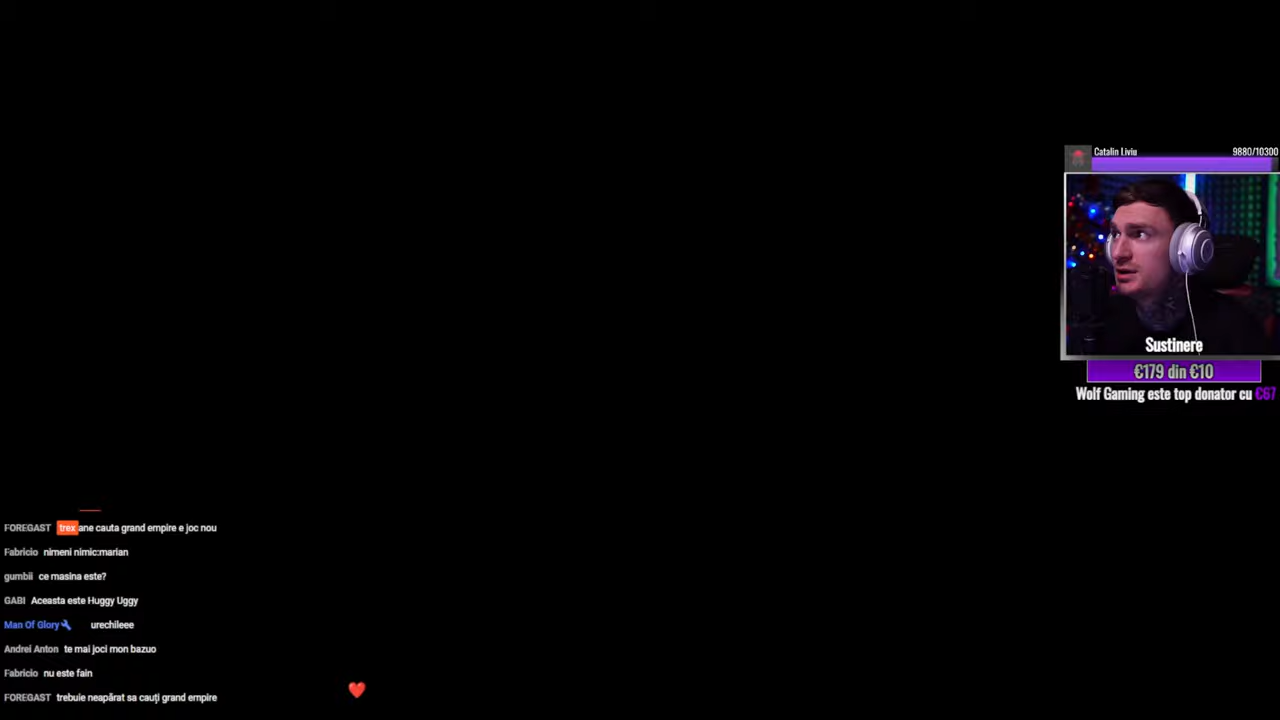 Catalin Liviu 9880/10300
Sustinere
€179 din €10
Wolf Gaming este top donator cu €67
FOREGAST trex ane cauta grand empire e joc nou
Fabricio nimeni nimic:marian
gumbii ce masina este?
GABI Aceasta este Huggy Uggy
Man Of Glory urechileee
Andrei Anton te mai joci mon bazuo
Fabricio nu este fain
FOREGAST trebuie neapărat sa cauți grand empire